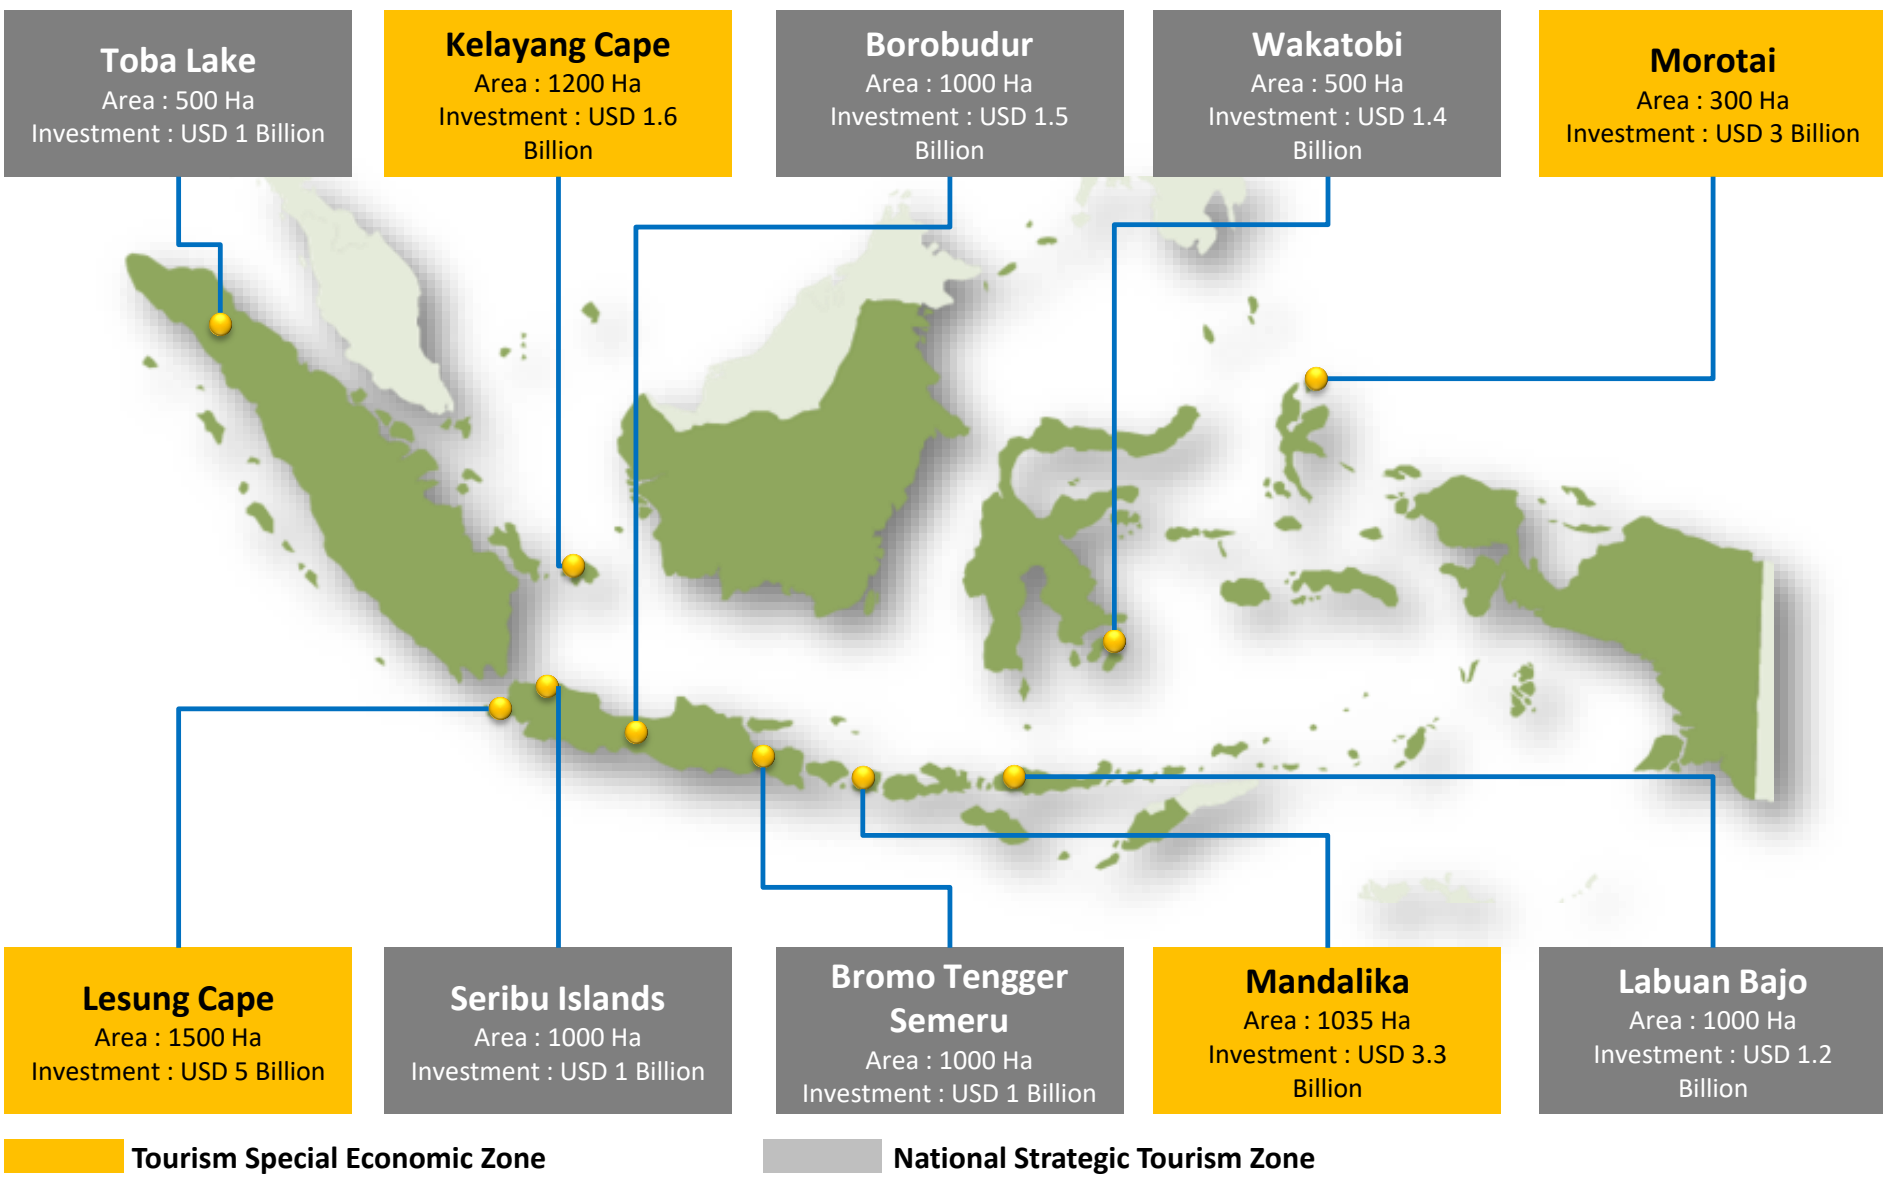 Toba Lake
Area : 500 Ha
Investment : USD 1 Billion
Kelayang Cape
Area : 1200 Ha
Investment : USD 1.6
Billion
Borobudur
Area : 1000 Ha
Investment : USD 1.5
Billion
Wakatobi
Area : 500 Ha
Investment : USD 1.4
Billion
Morotai
Area : 300 Ha
Investment : USD 3 Billion
Lesung Cape
Area : 1500 Ha
Investment : USD 5 Billion
Seribu Islands
Area : 1000 Ha
Investment : USD 1 Billion
Bromo Tengger
Semeru
Area : 1000 Ha
Investment : USD 1 Billion
Mandalika
Area : 1035 Ha
Investment : USD 3.3
Billion
Labuan Bajo
Area : 1000 Ha
Investment : USD 1.2
Billion
Tourism Special Economic Zone
National Strategic Tourism Zone